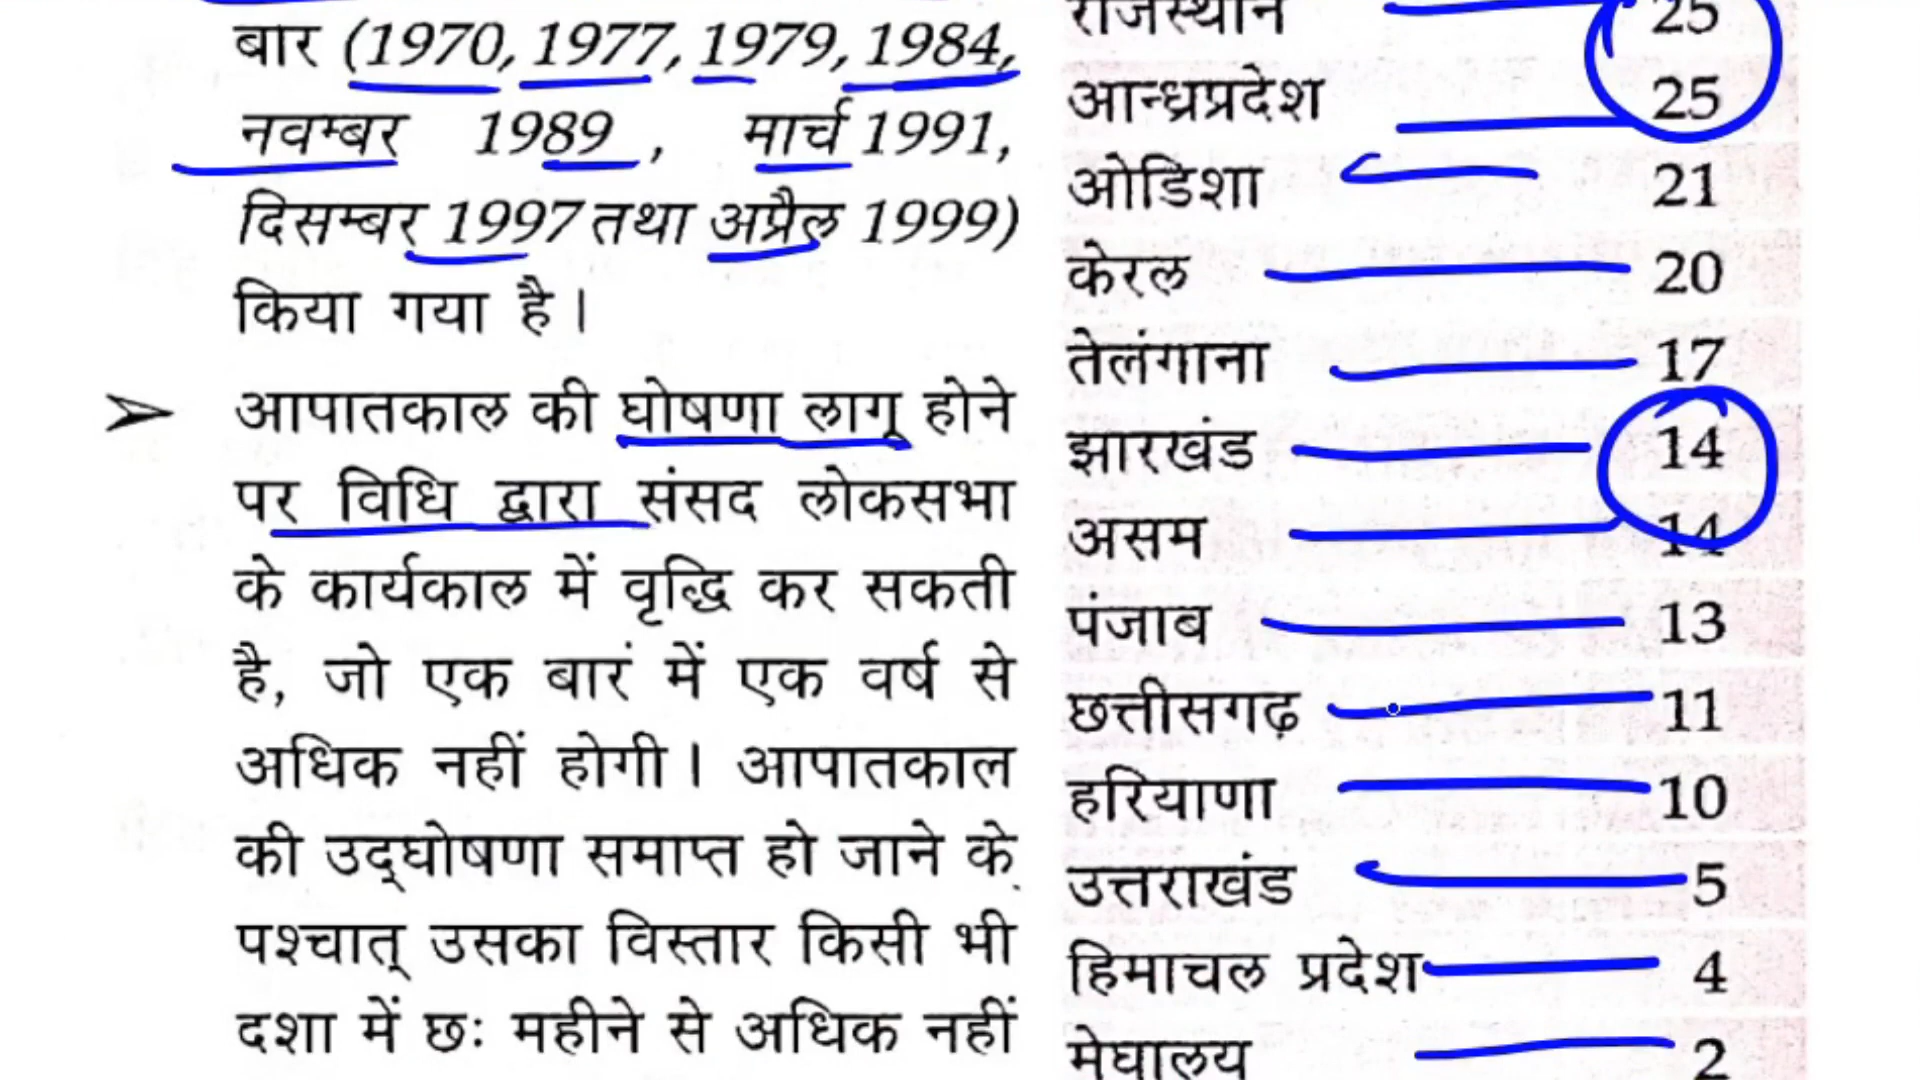 बार (1970, 1977, 1979, 1984,
नवम्बर 1989 , मार्च 1991,
दिसम्बर 1997 तथा अप्रैल 1999)
किया गया है।
➢ आपातकाल की घोषणा लागू होने
पर विधि द्वारा संसद लोकसभा
के कार्यकाल में वृद्धि कर सकती
है, जो एक बारं में एक वर्ष से
अधिक नहीं होगी। आपातकाल
की उद्घोषणा समाप्त हो जाने के
पश्चात् उसका विस्तार किसी भी
दशा में छः महीने से अधिक नहीं
राजस्थान 25
आन्ध्रप्रदेश 25
ओडिशा 21
केरल 20
तेलंगाना 17
झारखंड 14
असम 14
पंजाब 13
छत्तीसगढ़ 11
हरियाणा 10
उत्तराखंड 5
हिमाचल प्रदेश 4
मेघालय 2